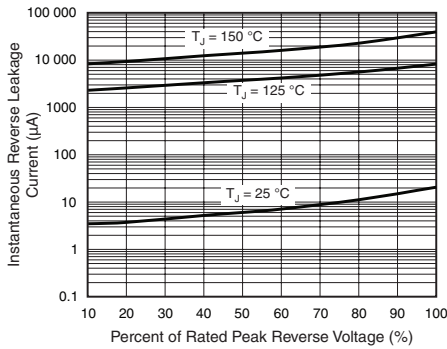 Instantaneous Reverse Leakage
Current (µA)
100 000
10 000
1000
100
10
1
0.1
T_J = 150 °C
T_J = 125 °C
T_J = 25 °C
10 20 30 40 50 60 70 80 90 100
Percent of Rated Peak Reverse Voltage (%)